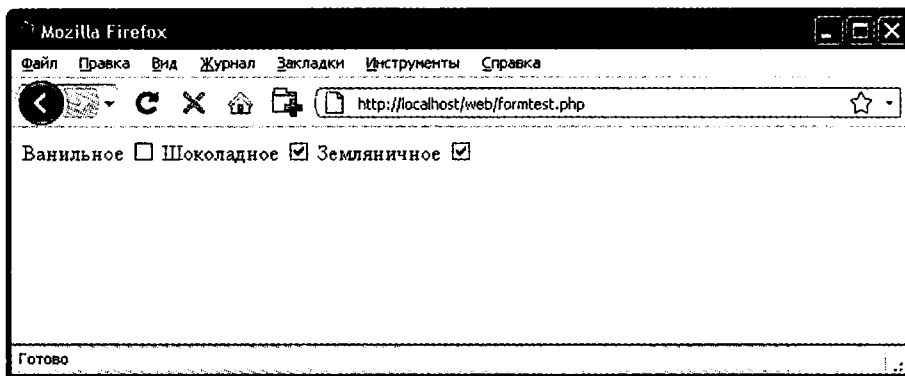 Mozilla Firefox
Файл Правка Вид Журнал Закладки Инструменты Справка
http://localhost/web/formtest.php
Ванильное Шоколадное Земляничное
Готово